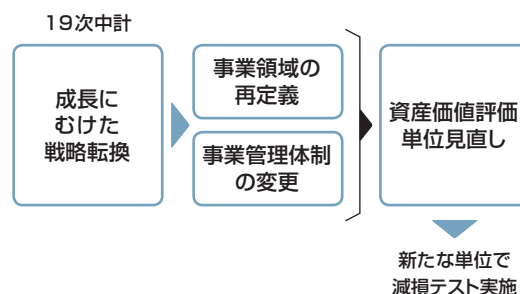 19次中計
成長に
むけた
戦略転換
事業領域の
再定義
事業管理体制
の変更
資産価値評価
単位見直し
新たな単位で
減損テスト実施